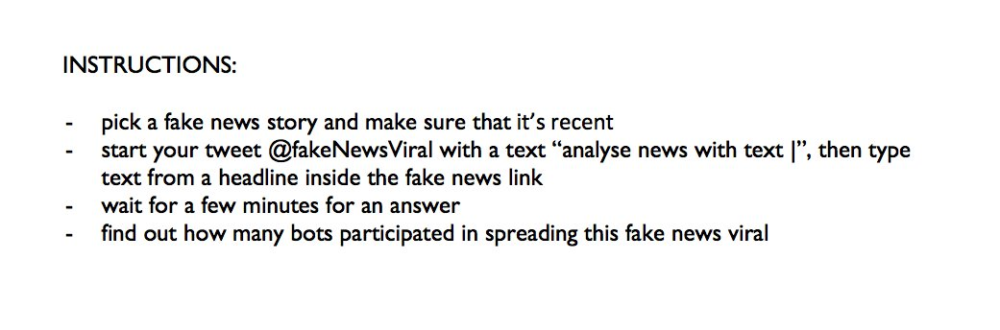 INSTRUCTIONS:
- pick a fake news story and make sure that it’s recent
- start your tweet @fakeNewsViral with a text “analyse news with text |”, then type
text from a headline inside the fake news link
- wait for a few minutes for an answer
- find out how many bots participated in spreading this fake news viral